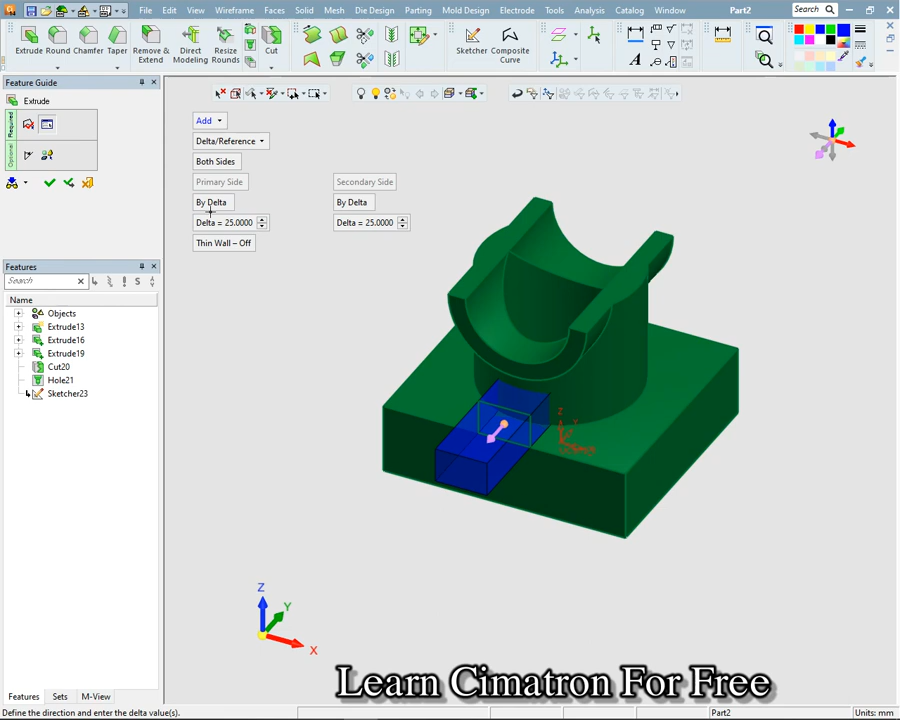 File Edit View Wireframe Faces Solid Mesh Die Design Parting Mold Design Electrode Tools Analysis Catalog Window Part2 Search
Extrude Round Chamfer Taper Remove & Extend Direct Modeling Resize Rounds Cut Sketcher Composite Curve
Feature Guide
Extrude
Required
Optional
Add
Delta/Reference
Both Sides
Primary Side Secondary Side
By Delta By Delta
Delta = 25.0000 Delta = 25.0000
Thin Wall – Off
Features
Search
S
Name
Objects
Extrude13
Extrude16
Extrude19
Cut20
Hole21
Sketcher23
Z
Y
Z
Y
X
Learn Cimatron For Free
Features Sets M-View
Define the direction and enter the delta value(s). Part2 Units: mm